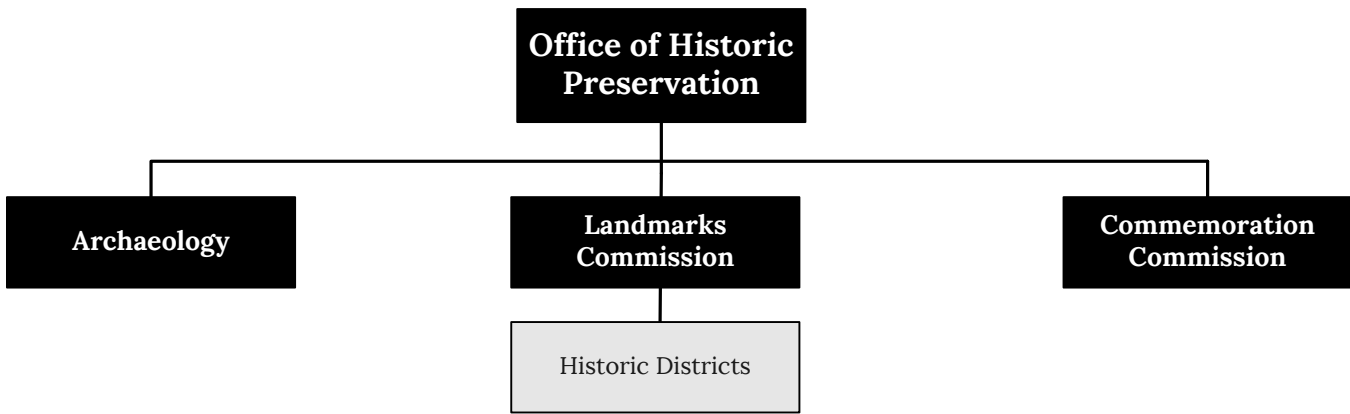 Office of Historic
Preservation
Archaeology
Landmarks
Commission
Commemoration
Commission
Historic Districts